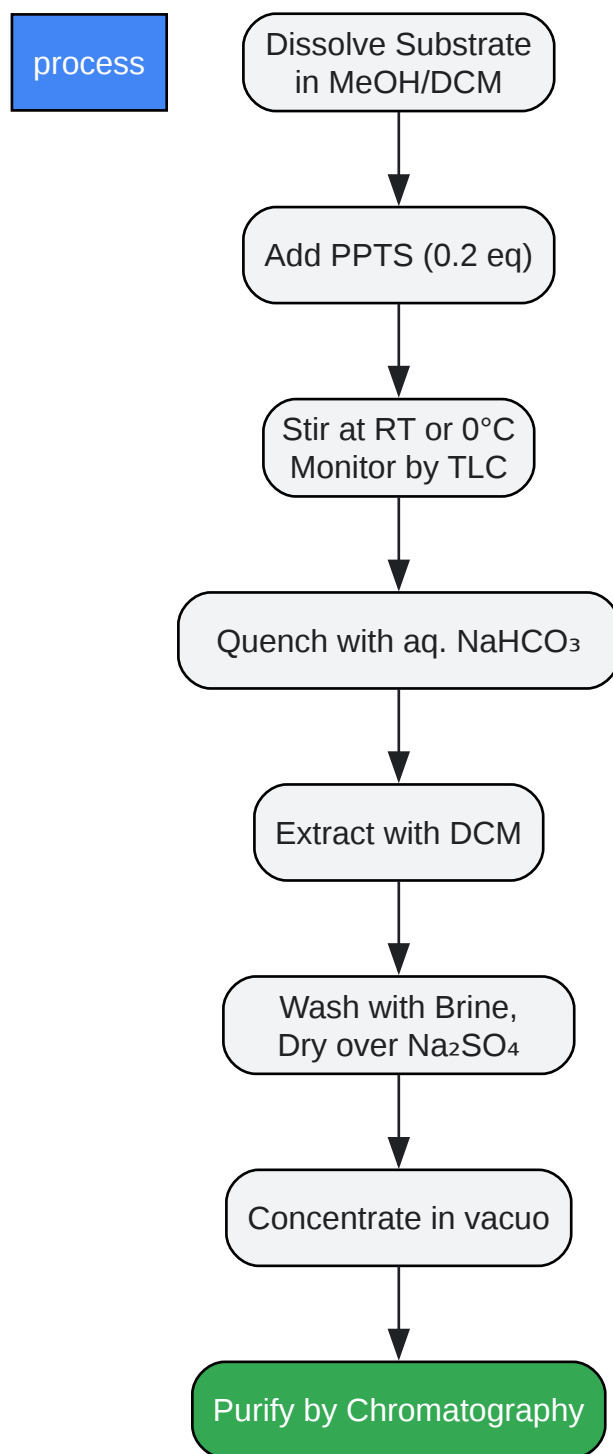 process
Dissolve Substrate
in MeOH/DCM
Add PPTS (0.2 eq)
Stir at RT or 0°C
Monitor by TLC
Quench with aq. NaHCO₃
Extract with DCM
Wash with Brine,
Dry over Na₂SO₄
Concentrate in vacuo
Purify by Chromatography